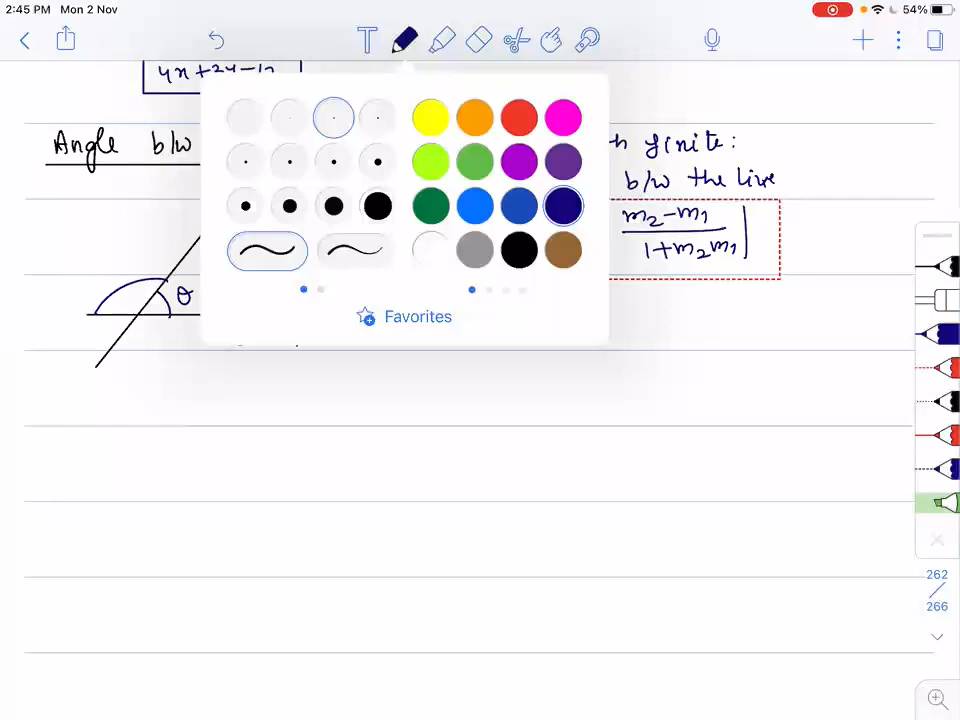 2:45 PM Mon 2 Nov
54%
T
Angle b/w
finite:
b/w the line
m2-m1
1+m2m1
θ
Favorites
262
266